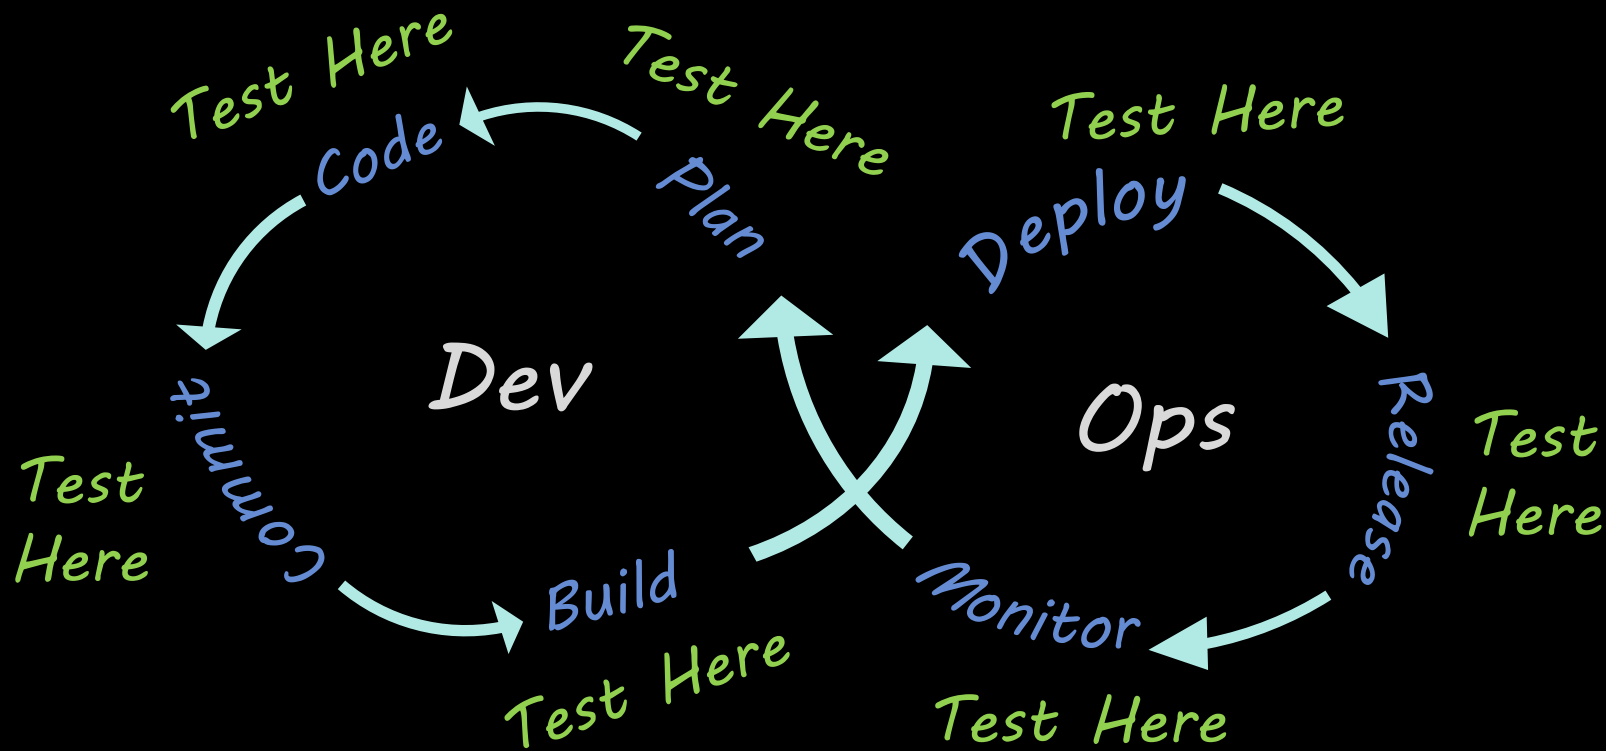 Test Here
Test Here
Test Here
Code
Plan
Deploy
Dev
Ops
Commit
Release
Test
Here
Test
Here
Build
Monitor
Test Here
Test Here